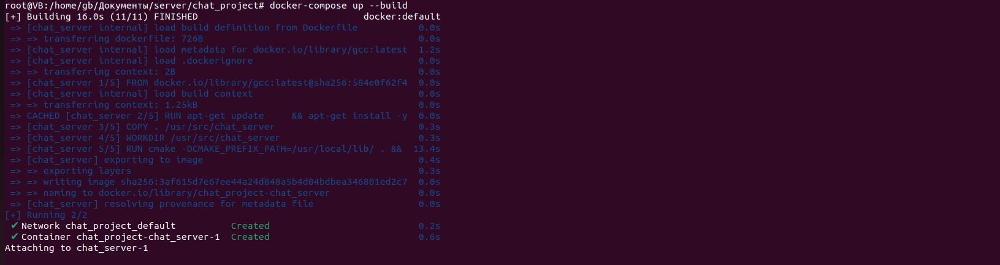 root@VB:/home/gb/Документы/server/chat_project# docker-compose up --build
[+] Building 16.0s (11/11) FINISHED docker:default
=> [chat_server internal] load build definition from Dockerfile 0.0s
=> => transferring dockerfile: 726B 0.0s
=> [chat_server internal] load metadata for docker.io/library/gcc:latest 1.2s
=> [chat_server internal] load .dockerignore 0.0s
=> => transferring context: 2B 0.0s
=> [chat_server 1/5] FROM docker.io/library/gcc:latest@sha256:584e0f62f4 0.0s
=> [chat_server internal] load build context 0.0s
=> => transferring context: 1.25kB 0.0s
=> CACHED [chat_server 2/5] RUN apt-get update && apt-get install -y 0.0s
=> [chat_server 3/5] COPY . /usr/src/chat_server 0.3s
=> [chat_server 4/5] WORKDIR /usr/src/chat_server 0.3s
=> [chat_server 5/5] RUN cmake -DCMAKE_PREFIX_PATH=/usr/local/lib/ . && 13.4s
=> [chat_server] exporting to image 0.4s
=> => exporting layers 0.3s
=> => writing image sha256:3af615d7e67ee44a24d848a5b4d04bdbea346801ed2c7 0.0s
=> => naming to docker.io/library/chat_project-chat_server 0.0s
=> [chat_server] resolving provenance for metadata file 0.0s
[+] Running 2/2
✔ Network chat_project_default Created 0.2s
✔ Container chat_project-chat_server-1 Created 0.6s
Attaching to chat_server-1